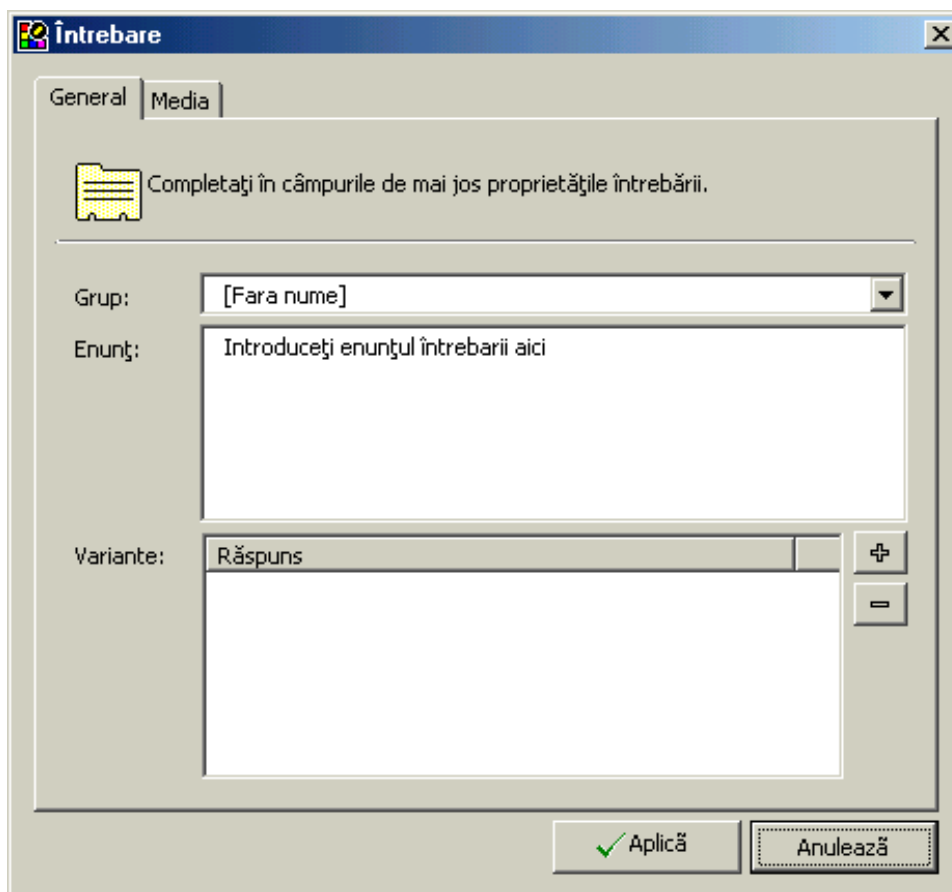 Întrebare
General
Media
Completaţi în câmpurile de mai jos proprietăţile întrebării.
Grup:
[Fara nume]
Enunţ:
Introduceţi enunţul întrebarii aici
Variante:
Răspuns
Aplică
Anulează